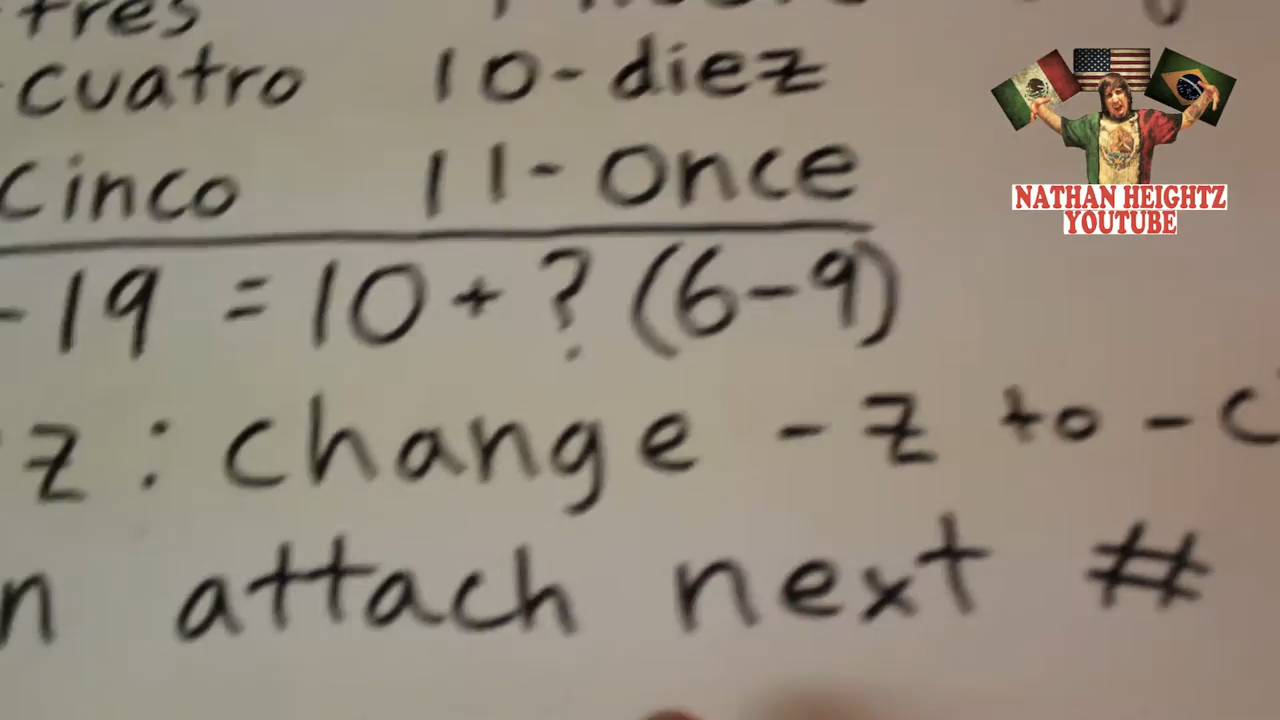 tres
-cuatro 10-diez
Cinco 11-Once
-19 = 10 + ? (6-9)
z : change -z to -c
n attach next #
NATHAN HEIGHTZ
YOUTUBE